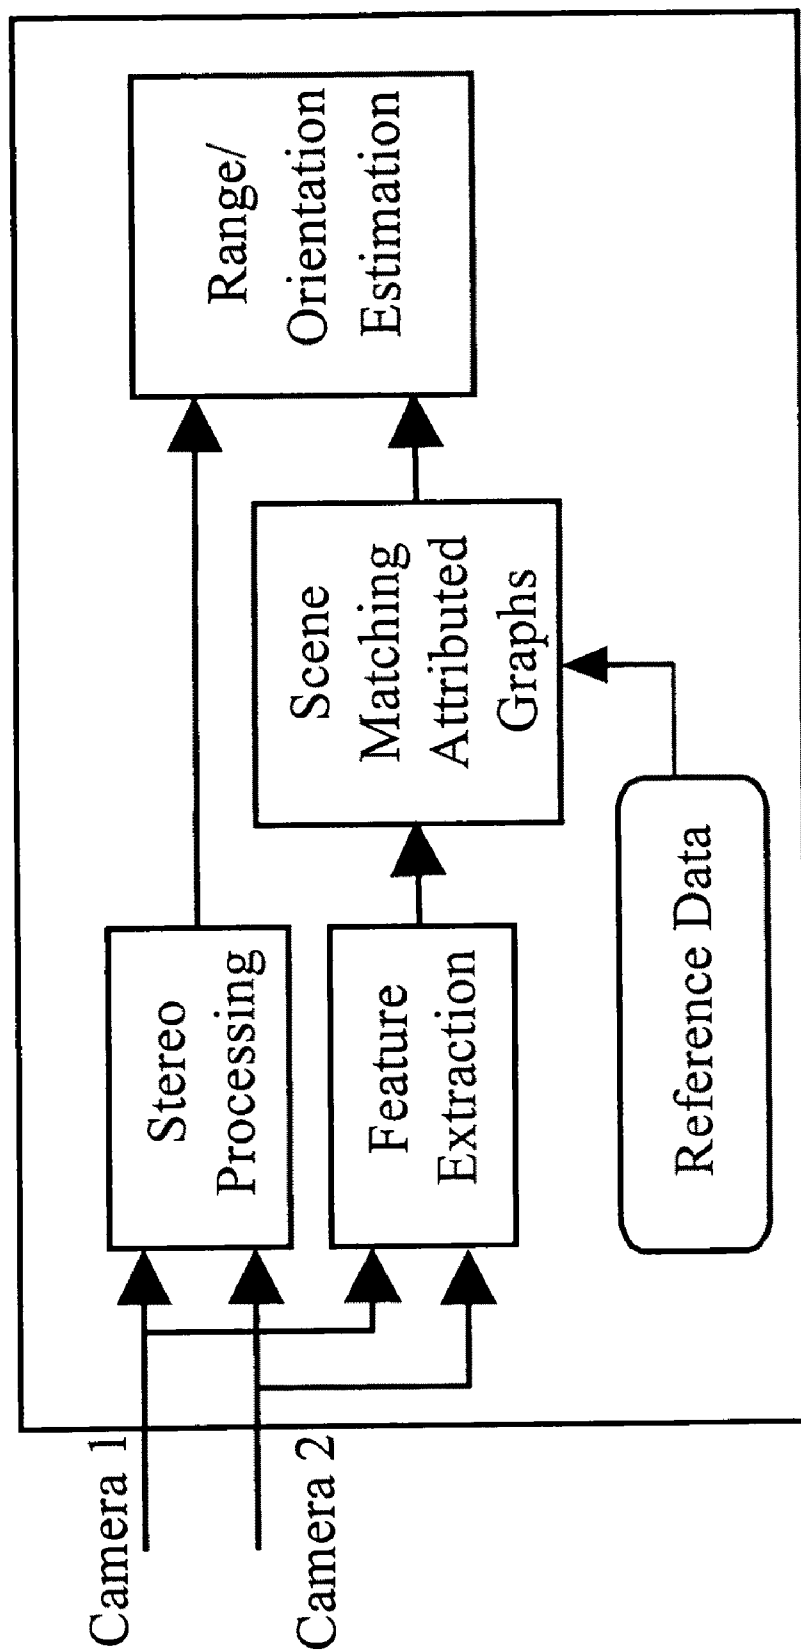 Camera 1
Camera 2
Stereo
Processing
Feature
Extraction
Reference Data
Scene
Matching
Attributed
Graphs
Range/
Orientation
Estimation